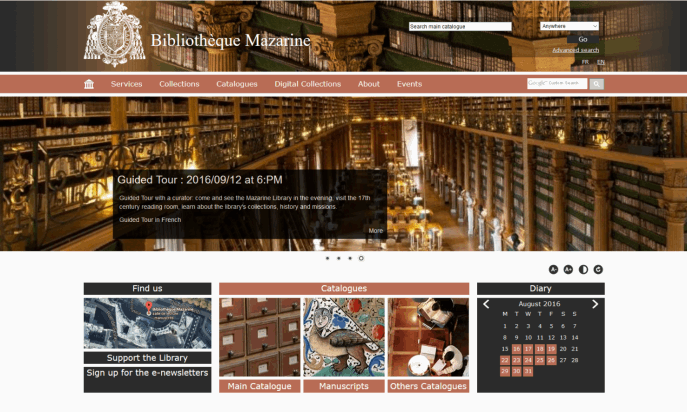 Bibliothèque Mazarine
Search main catalogue
Anywhere
Go
Advanced search
FR EN
Services Collections Catalogues Digital Collections About Events
Google™ Custom Search
Guided Tour : 2016/09/12 at 6:PM
Guided Tour with a curator: come and see the Mazarine Library in the evening, visit the 17th
century reading room, learn about the library's collections, history and missions.
Guided Tour in French
More
A- A+
Find us
Bibliothèque Mazarine
Support the Library
Sign up for the e-newsletters
Catalogues
Main Catalogue
Manuscripts
Others Catalogues
Diary
August 2016
M T W T F S S
1 2 3 4 5 6 7
8 9 10 11 12 13 14
15 16 17 18 19 20 21
22 23 24 25 26 27 28
29 30 31